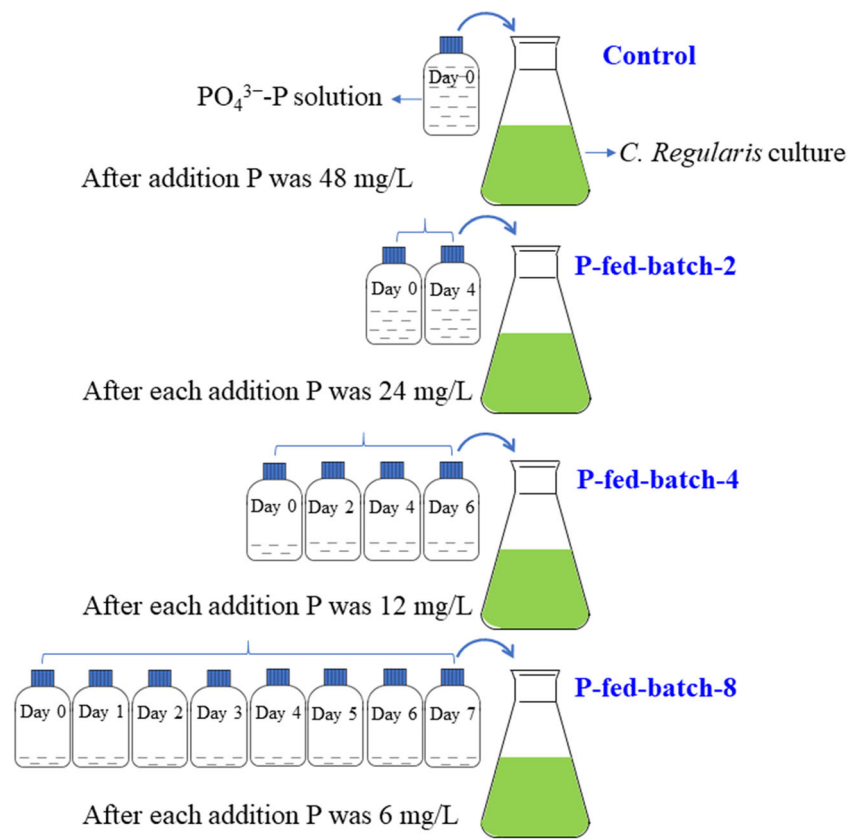 Control
Day 0
PO₄³⁻-P solution
C. Regularis culture
After addition P was 48 mg/L
P-fed-batch-2
Day 0 Day 4
After each addition P was 24 mg/L
P-fed-batch-4
Day 0 Day 2 Day 4 Day 6
After each addition P was 12 mg/L
P-fed-batch-8
Day 0 Day 1 Day 2 Day 3 Day 4 Day 5 Day 6 Day 7
After each addition P was 6 mg/L